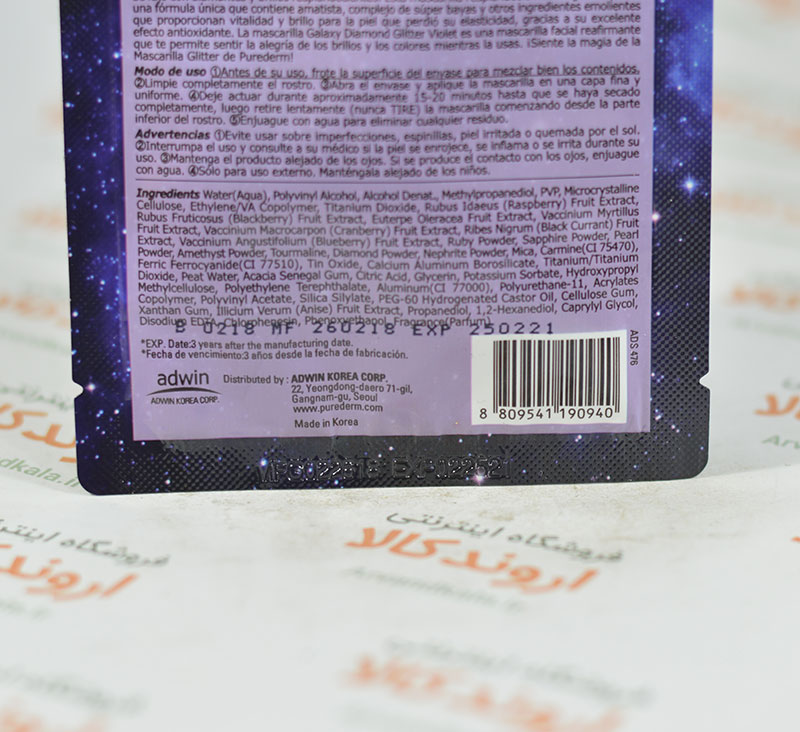 una fórmula única que contiene amatista, complejo de súper bayas y otros ingredientes emolientes
que proporcionan vitalidad y brillo para la piel que perdió su elasticidad, gracias a su excelente
efecto antioxidante. La mascarilla Galaxy Diamond Glitter Violet es una mascarilla facial reafirmante
que te permite sentir la alegría de los brillos y los colores mientras la usas. ¡Siente la magia de la
Mascarilla Glitter de Purederm!
Modo de uso ①Antes de su uso, frote la superficie del envase para mezclar bien los contenidos.
②Limpie completamente el rostro. ③Abra el envase y aplique la mascarilla en una capa fina y
uniforme. ④Deje actuar durante aproximadamente 15-20 minutos hasta que se haya secado
completamente, luego retire lentamente (nunca TIRE) la mascarilla comenzando desde la parte
inferior del rostro. ⑤Enjuague con agua para eliminar cualquier residuo.
Advertencias ①Evite usar sobre imperfecciones, espinillas, piel irritada o quemada por el sol.
②Interrumpa el uso y consulte a su médico si la piel se enrojece, se inflama o se irrita durante su
uso. ③Mantenga el producto alejado de los ojos. Si se produce el contacto con los ojos, enjuague
con agua. ④Sólo para uso externo. Manténgala alejado de los niños.
Ingredients Water(Aqua), Polyvinyl Alcohol, Alcohol Denat., Methylpropanediol, PVP, Microcrystalline
Cellulose, Ethylene/VA Copolymer, Titanium Dioxide, Rubus Idaeus (Raspberry) Fruit Extract,
Rubus Fruticosus (Blackberry) Fruit Extract, Euterpe Oleracea Fruit Extract, Vaccinium Myrtillus
Fruit Extract, Vaccinium Macrocarpon (Cranberry) Fruit Extract, Ribes Nigrum (Black Currant) Fruit
Extract, Vaccinium Angustifolium (Blueberry) Fruit Extract, Ruby Powder, Sapphire Powder, Pearl
Powder, Amethyst Powder, Tourmaline, Diamond Powder, Nephrite Powder, Mica, Carmine(CI 75470),
Ferric Ferrocyanide(CI 77510), Tin Oxide, Calcium Aluminum Borosilicate, Titanium/Titanium
Dioxide, Peat Water, Acacia Senegal Gum, Citric Acid, Glycerin, Potassium Sorbate, Hydroxypropyl
Methylcellulose, Polyethylene Terephthalate, Aluminum(CI 77000), Polyurethane-11, Acrylates
Copolymer, Polyvinyl Acetate, Silica Silylate, PEG-60 Hydrogenated Castor Oil, Cellulose Gum,
Xanthan Gum, Illicium Verum (Anise) Fruit Extract, Propanediol, 1,2-Hexanediol, Caprylyl Glycol,
Disodium EDTA, Chlorphenesin, Phenoxyethanol, Fragrance(Parfum)
B 0218 MF 260218 EXP 250221
*EXP. Date:3 years after the manufacturing date.
*Fecha de vencimiento:3 años desde la fecha de fabricación.
adwin
ADWIN KOREA CORP.
Distributed by : ADWIN KOREA CORP.
22, Yeongdong-daero 71-gil,
Gangnam-gu, Seoul
www.purederm.com
Made in Korea
8 809541 190940
ADS 476
فروشگاه اینترنتی
اروند کالا